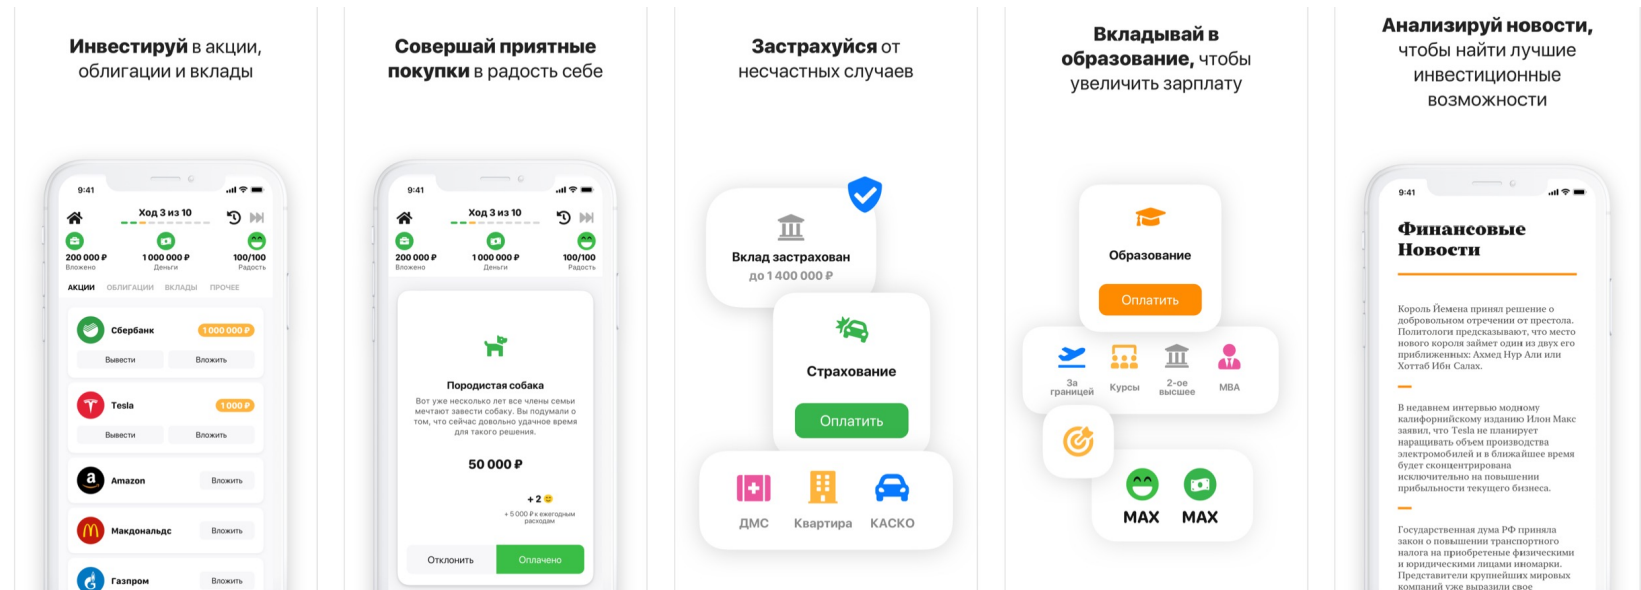 Инвестируй в акции,
облигации и вклады
9:41
Ход 3 из 10
200 000 ₽
Вложено
1 000 000 ₽
Деньги
100/100
Радость
АКЦИИ ОБЛИГАЦИИ ВКЛАДЫ ПРОЧЕЕ
Сбербанк 1 000 000 ₽
Вывести Вложить
Tesla 1 000 ₽
Вывести Вложить
Amazon Вложить
Макдональдс Вложить
Газпром Вложить
Совершай приятные
покупки в радость себе
9:41
Ход 3 из 10
200 000 ₽
Вложено
1 000 000 ₽
Деньги
100/100
Радость
Породистая собака
Вот уже несколько лет все члены семьи
мечтают завести собаку. Вы подумали о
том, что сейчас довольно удачное время
для такого решения.
50 000 ₽
+ 2
+ 5 000 ₽ к ежегодным
расходам
Отклонить Оплачено
Застрахуйся от
несчастных случаев
Вклад застрахован
до 1 400 000 ₽
Страхование
Оплатить
ДМС Квартира КАСКО
Вкладывай в
образование, чтобы
увеличить зарплату
Образование
Оплатить
За
границей
Курсы
2-ое
высшее
MBA
MAX MAX
Анализируй новости,
чтобы найти лучшие
инвестиционные
возможности
9:41
Финансовые
Новости
Король Йемена принял решение о
добровольном отречении от престола.
Политологи предсказывают, что место
нового короля займет один из двух его
приближенных: Ахмед Нур Али или
Хоттаб Ибн Салах.
В недавнем интервью модному
калифорнийскому изданию Илон Макс
заявил, что Tesla не планирует
наращивать объем производства
электромобилей и в ближайшее время
будет сконцентрирована
исключительно на повышении
прибыльности текущего бизнеса.
Государственная дума РФ приняла
закон о повышении транспортного
налога на приобретеные физическими
и юридическими лицами иномарки.
Представители крупнейших мировых
компаний уже выразили свое